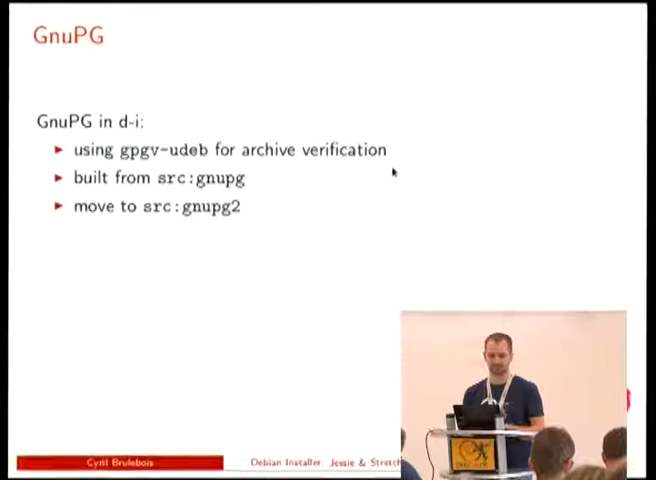 GnuPG
GnuPG in d-i:
using gpgv-udeb for archive verification
built from src:gnupg
move to src:gnupg2
Cyril Brulebois
Debian Installer: Jessie & Stretch